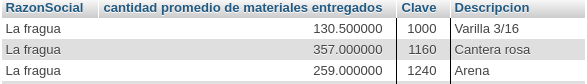 RazonSocial cantidad promedio de materiales entregados Clave Descripcion
La fragua 130.500000 1000 Varilla 3/16
La fragua 357.000000 1160 Cantera rosa
La fragua 259.000000 1240 Arena